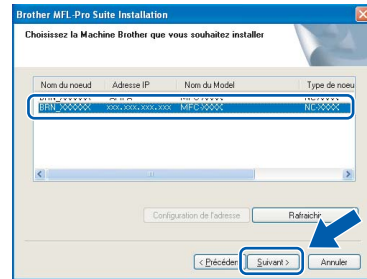 Brother MFL-Pro Suite Installation
Choisissez la Machine Brother que vous souhaitez installer
Nom du noeud Adresse IP Nom du Model Type de noeu
BRN_XXXXXX xxx.xxx.xxx.xxx MFC-XXXX NC-XXXX
Configuration de l'adresse Rafraîchir
< Précéden Suivant > Annuler